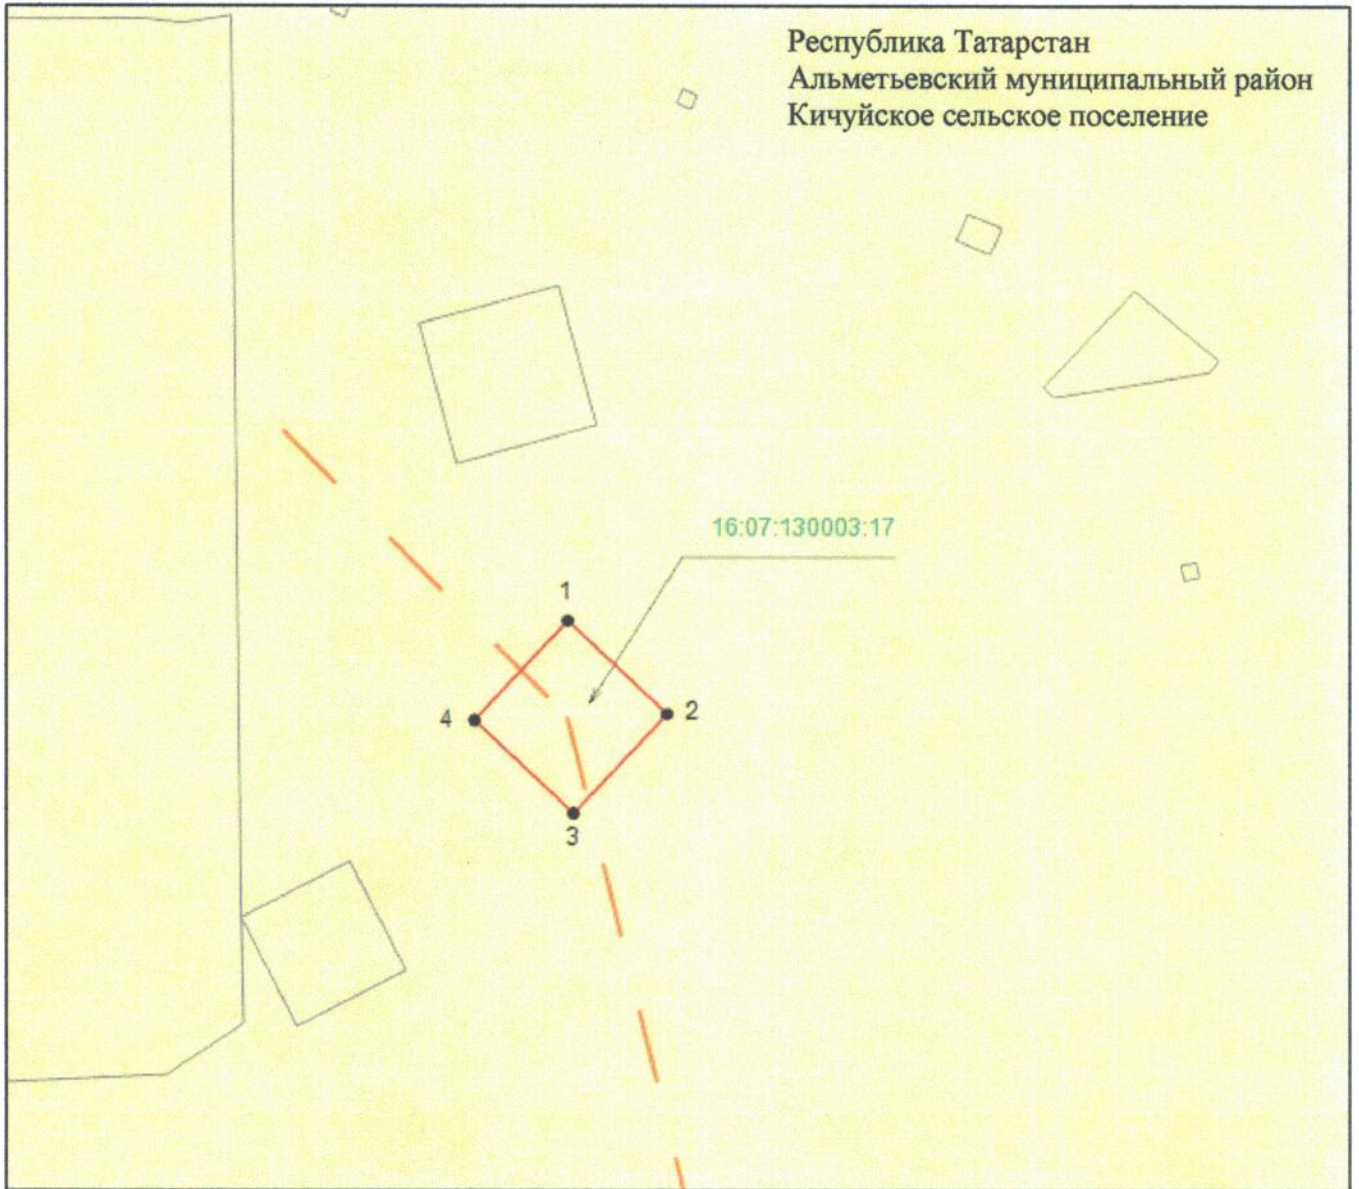 Республика Татарстан
Альметьевский муниципальный район
Кичуйское сельское поселение
16:07:130003:17
1
2
4
3